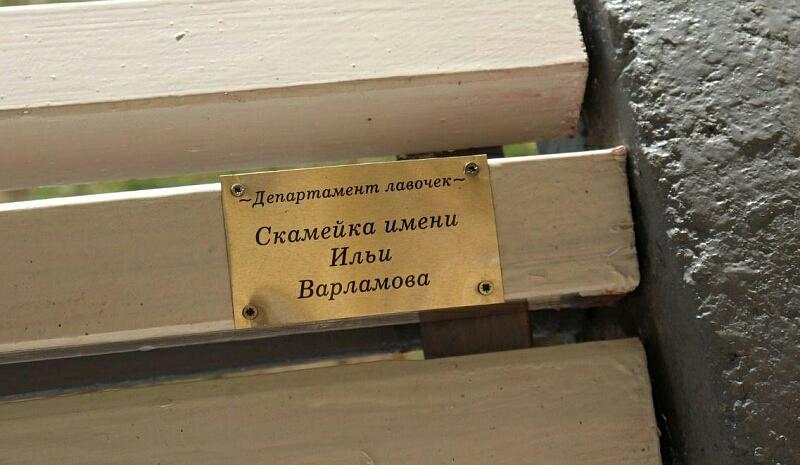 ~Департамент лавочек~
Скамейка имени
Ильи
Варламова